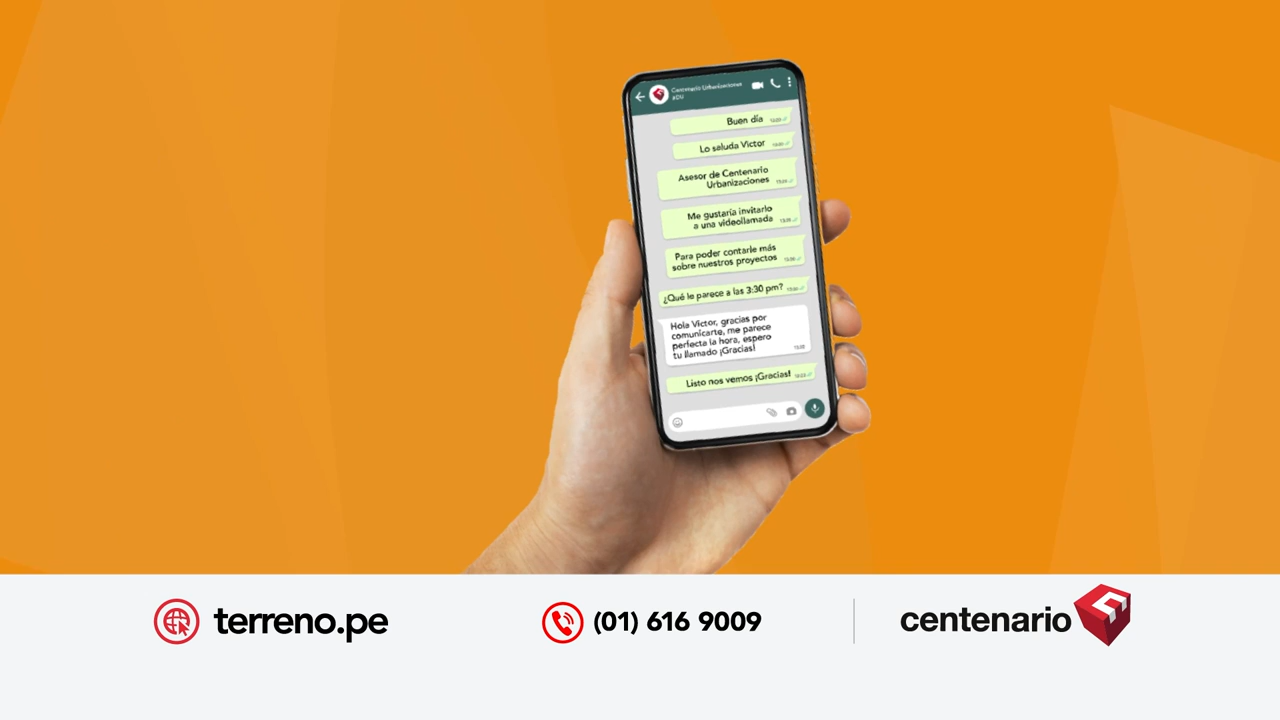 Centenario Urbanizaciones
Buen día
Lo saluda Victor
Asesor de Centenario
Urbanizaciones
Me gustaría invitarlo
a una videollamada
Para poder contarle más
sobre nuestros proyectos
¿Qué le parece a las 3:30 pm?
Hola Victor, gracias por
comunicarte, me parece
perfecta la hora, espero
tu llamado ¡Gracias!
Listo nos vemos ¡Gracias!
terreno.pe
(01) 616 9009
centenario